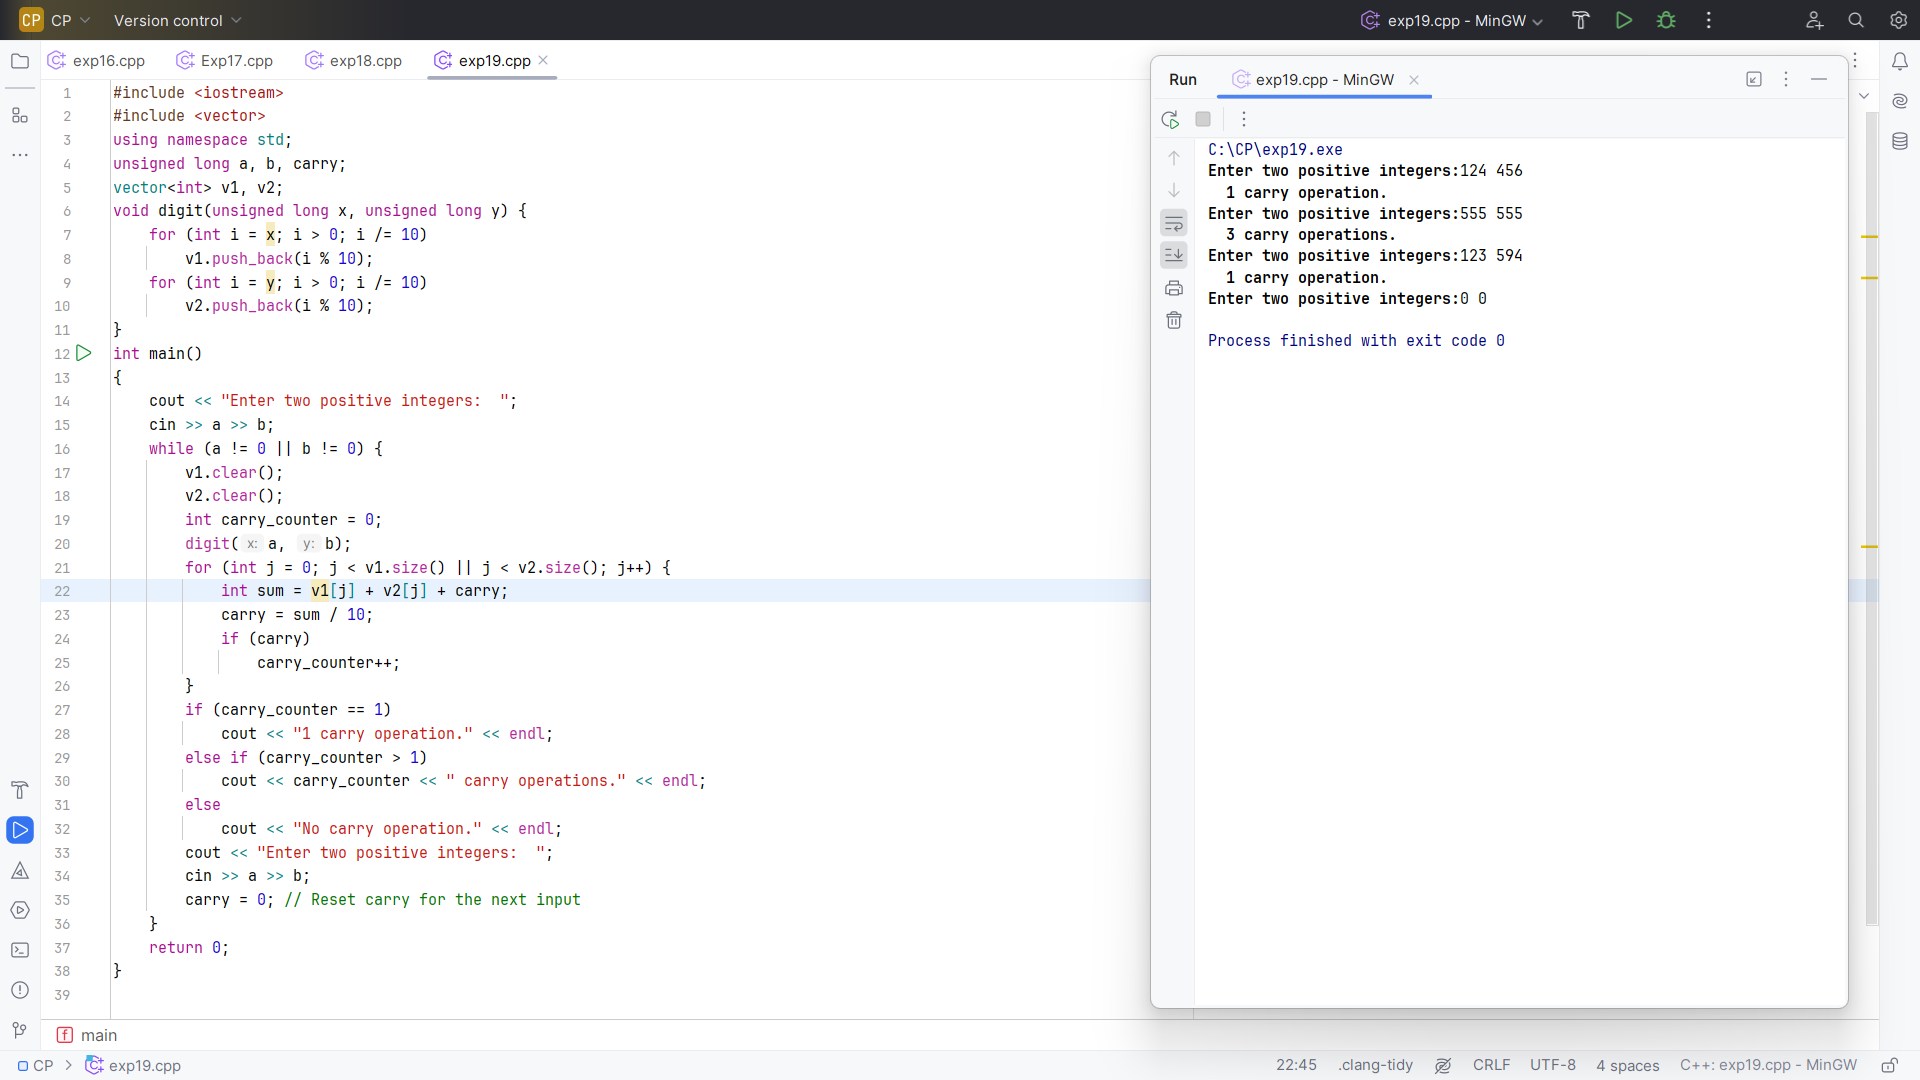 CP CP Version control exp19.cpp - MinGW
exp16.cpp Exp17.cpp exp18.cpp exp19.cpp
1 #include <iostream>
2 #include <vector>
3 using namespace std;
4 unsigned long a, b, carry;
5 vector<int> v1, v2;
6 void digit(unsigned long x, unsigned long y) {
7 for (int i = x; i > 0; i /= 10)
8 v1.push_back(i % 10);
9 for (int i = y; i > 0; i /= 10)
10 v2.push_back(i % 10);
11 }
12 int main()
13 {
14 cout << "Enter two positive integers:  ";
15 cin >> a >> b;
16 while (a != 0 || b != 0) {
17 v1.clear();
18 v2.clear();
19 int carry_counter = 0;
20 digit( x: a, y: b);
21 for (int j = 0; j < v1.size() || j < v2.size(); j++) {
22 int sum = v1[j] + v2[j] + carry;
23 carry = sum / 10;
24 if (carry)
25 carry_counter++;
26 }
27 if (carry_counter == 1)
28 cout << "1 carry operation." << endl;
29 else if (carry_counter > 1)
30 cout << carry_counter << " carry operations." << endl;
31 else
32 cout << "No carry operation." << endl;
33 cout << "Enter two positive integers:  ";
34 cin >> a >> b;
35 carry = 0; // Reset carry for the next input
36 }
37 return 0;
38 }
39
Run exp19.cpp - MinGW
C:\CP\exp19.exe
Enter two positive integers:124 456
1 carry operation.
Enter two positive integers:555 555
3 carry operations.
Enter two positive integers:123 594
1 carry operation.
Enter two positive integers:0 0
Process finished with exit code 0
f main
CP > exp19.cpp 22:45 .clang-tidy CRLF UTF-8 4 spaces C++: exp19.cpp - MinGW